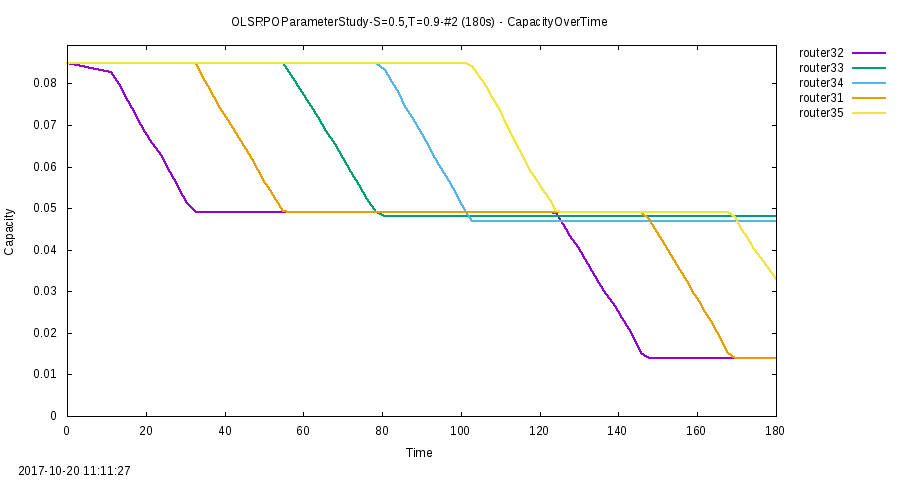 OLSRPOParameterStudy-S=0.5,T=0.9-#2 (180s) - CapacityOverTime
router32
router33
router34
router31
router35
0.08
0.07
0.06
0.05
0.04
0.03
0.02
0.01
0
Capacity
0 20 40 60 80 100 120 140 160 180
Time
2017-10-20 11:11:27